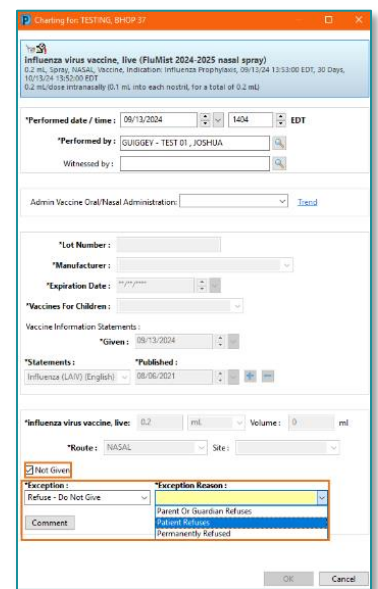 Charting for TESTING, BHOP 37
influenza virus vaccine, live (FluMist 2024-2025 nasal spray)
0.2 mL, Spray, NASAL, Vaccine, Indication: Influenza Prophylaxis, 09/13/24 13:53:00 EDT, 30 Days,
10/13/24 13:52:00 EDT
0.2 mL/dose intranasally (0.1 mL into each nostril, for a total of 0.2 mL)
*Performed date / time : 09/13/2024 1404 EDT
*Performed by : GUIGGEY - TEST 01 , JOSHUA
Witnessed by :
Admin Vaccine Oral/Nasal Administration: Trend
*Lot Number :
*Manufacturer :
*Expiration Date : **/**/****
*Vaccines For Children :
Vaccine Information Statements :
*Given : 09/13/2024
*Statements : *Published :
Influenza (LAIV) (English) 08/06/2021
*influenza virus vaccine, live: 0.2 mL Volume : 0 ml
*Route : NASAL Site :
Not Given
*Exception : *Exception Reason :
Refuse - Do Not Give
Parent Or Guardian Refuses
Comment Patient Refuses
Permanently Refused
OK Cancel